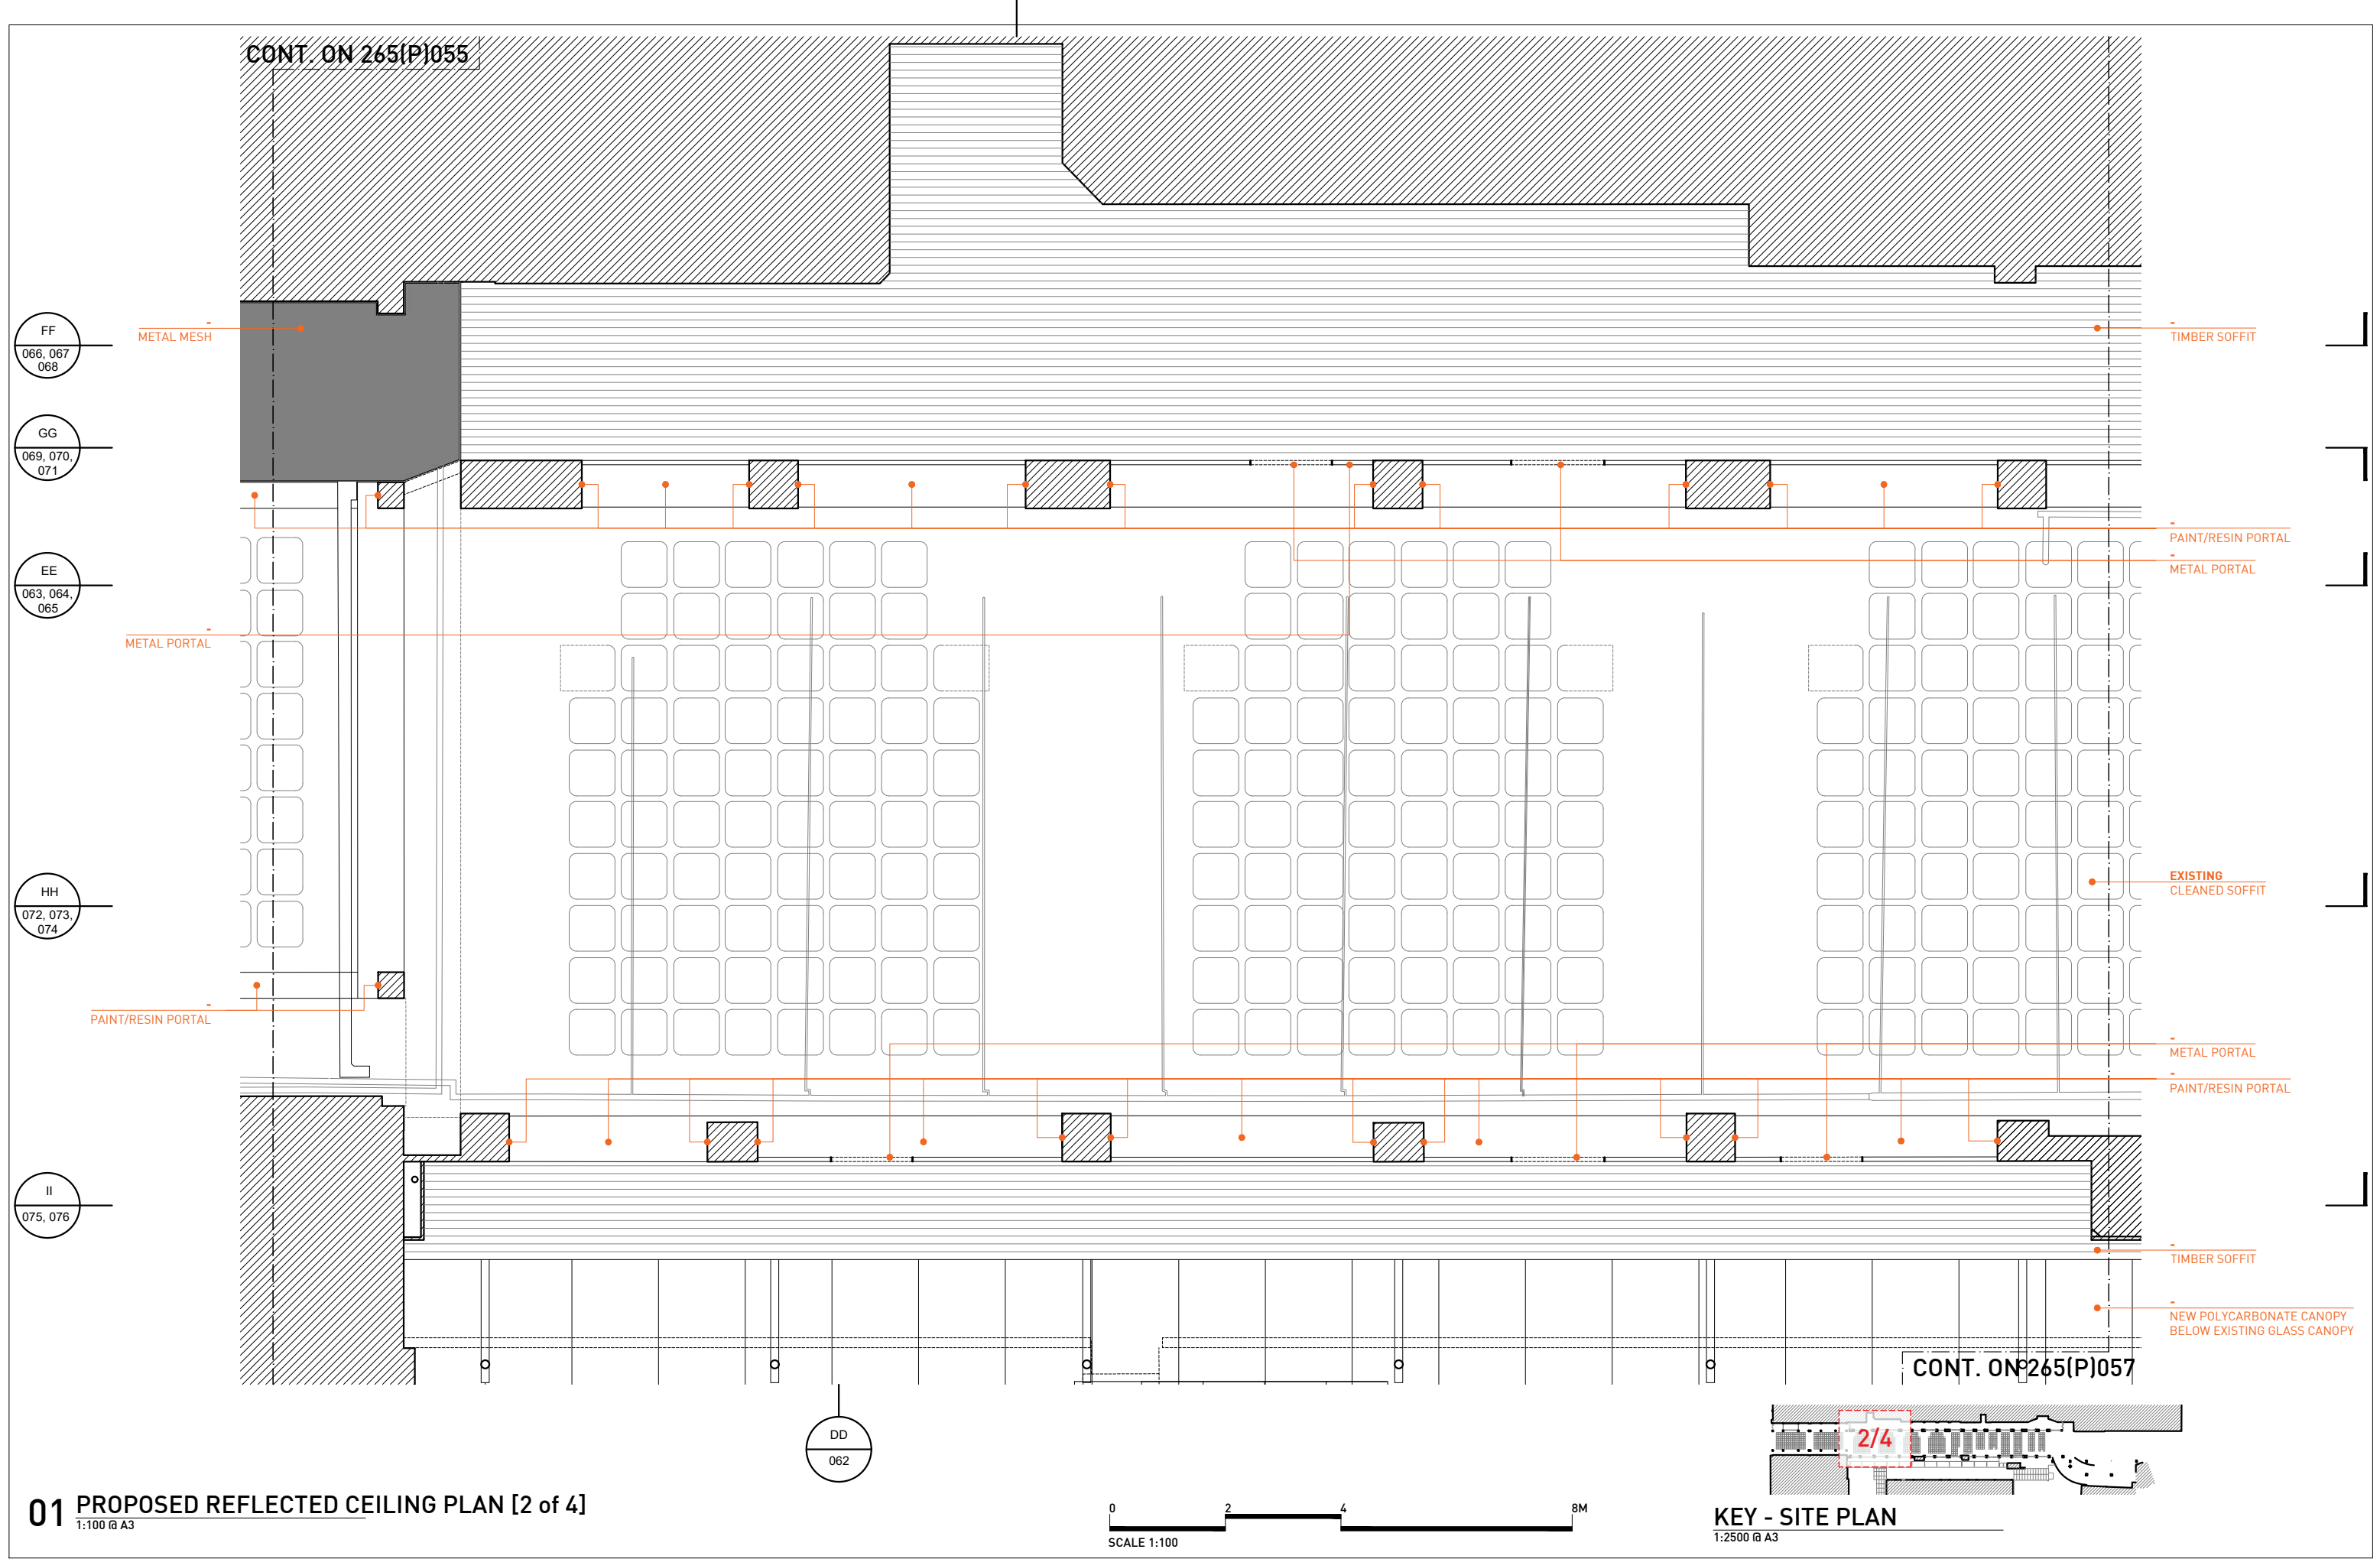 CONT. ON 265(P)055
FF
066, 067
068
-
METAL MESH
-
TIMBER SOFFIT
GG
069, 070,
071
-
PAINT/RESIN PORTAL
-
METAL PORTAL
EE
063, 064,
065
-
METAL PORTAL
EXISTING
CLEANED SOFFIT
HH
072, 073,
074
-
PAINT/RESIN PORTAL
-
METAL PORTAL
-
PAINT/RESIN PORTAL
II
075, 076
-
TIMBER SOFFIT
-
NEW POLYCARBONATE CANOPY
BELOW EXISTING GLASS CANOPY
CONT. ON 265(P)057
DD
062
2/4
01 PROPOSED REFLECTED CEILING PLAN [2 of 4]
1:100 @ A3
0 2 4 8M
SCALE 1:100
KEY - SITE PLAN
1:2500 @ A3